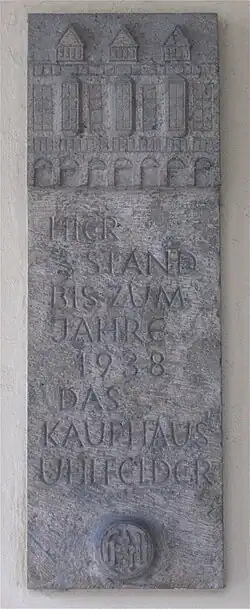 HIER
STAND
BIS ZUM
JAHRE
1938
DAS
KAUFHAUS
UHLFELDER